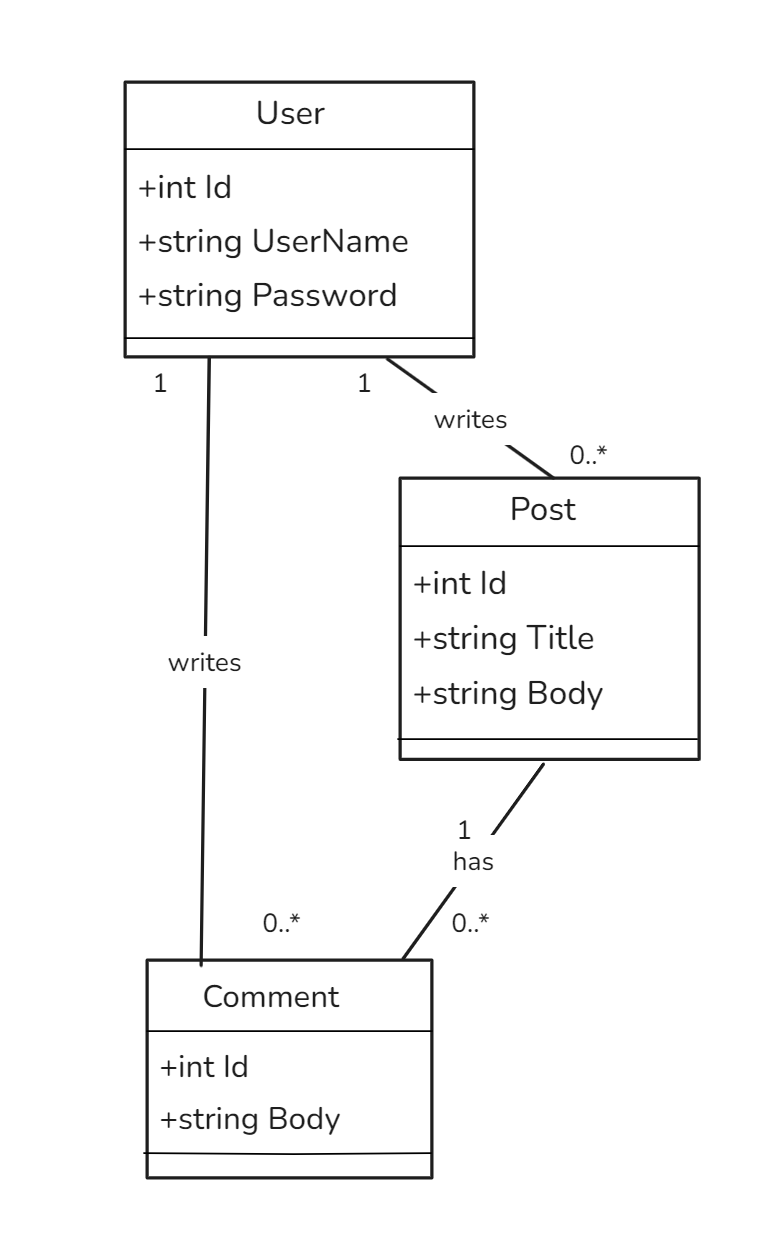 User
+int Id
+string UserName
+string Password
1
1
writes
0..*
Post
+int Id
+string Title
+string Body
writes
1
has
0..*
0..*
Comment
+int Id
+string Body